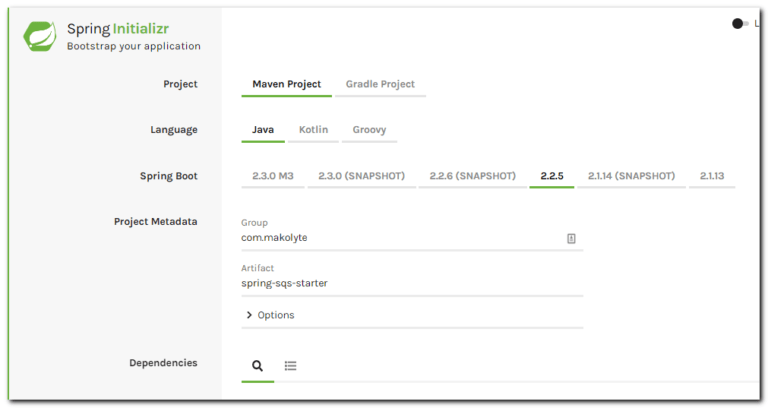 Spring Initializr
Bootstrap your application
Project
Maven Project Gradle Project
Language
Java Kotlin Groovy
Spring Boot
2.3.0 M3 2.3.0 (SNAPSHOT) 2.2.6 (SNAPSHOT) 2.2.5 2.1.14 (SNAPSHOT) 2.1.13
Project Metadata
Group
com.makolyte
Artifact
spring-sqs-starter
Options
Dependencies